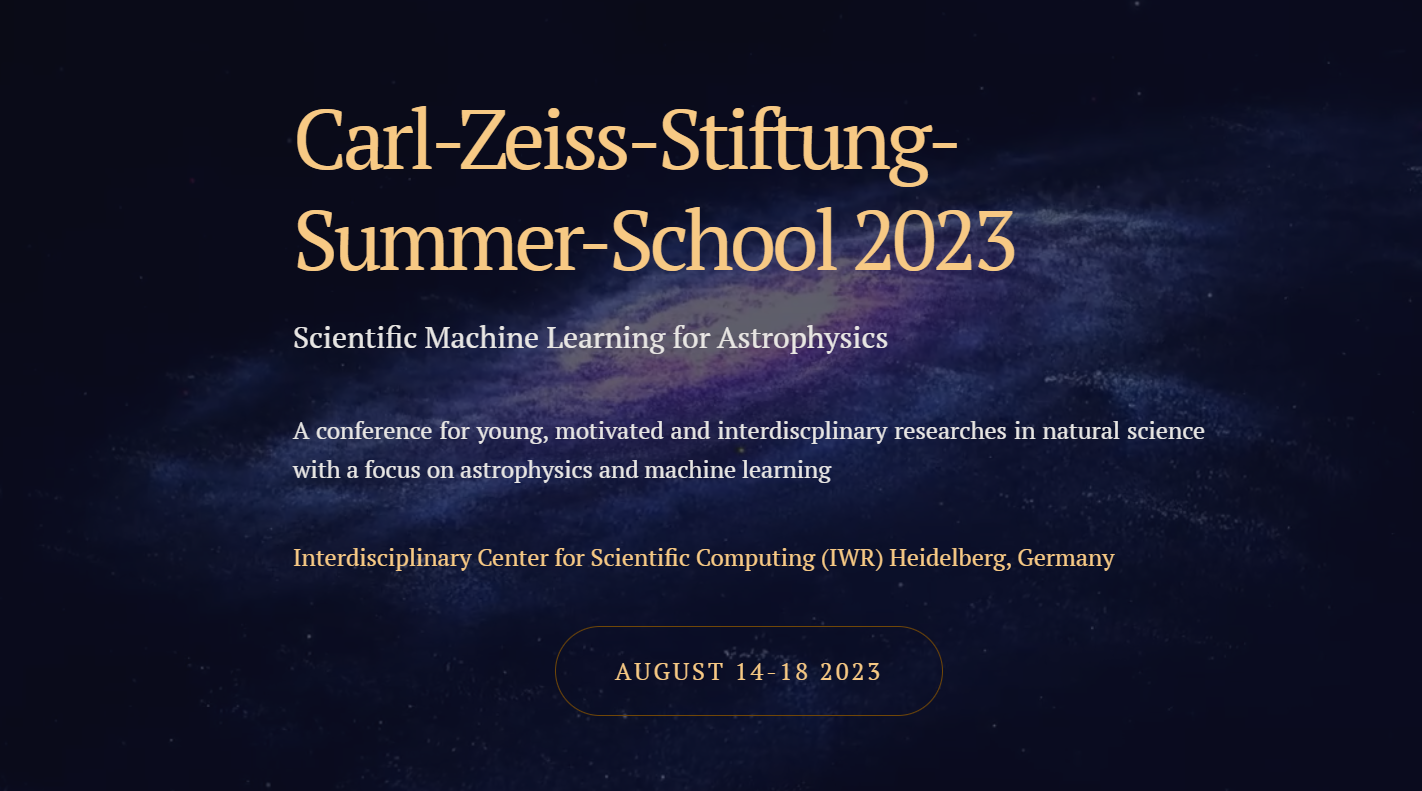 Carl-Zeiss-Stiftung-
Summer-School 2023
Scientific Machine Learning for Astrophysics
A conference for young, motivated and interdiscplinary researches in natural science
with a focus on astrophysics and machine learning
Interdisciplinary Center for Scientific Computing (IWR) Heidelberg, Germany
AUGUST 14-18 2023